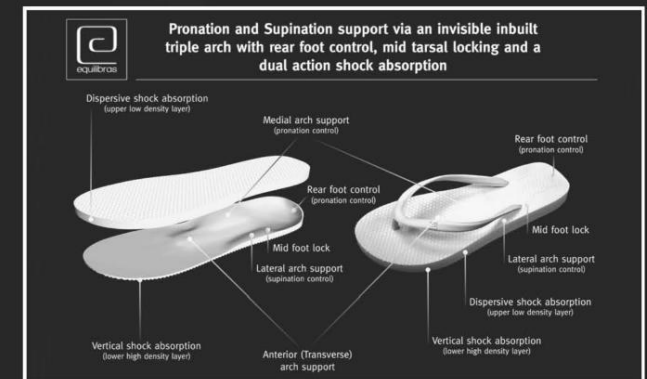 equilibras
Pronation and Supination support via an invisible inbuilt
triple arch with rear foot control, mid tarsal locking and a
dual action shock absorption
Dispersive shock absorption
(upper low density layer)
Medial arch support
(pronation control)
Rear foot control
(pronation control)
Rear foot control
(pronation control)
Mid foot lock
Mid foot lock
Lateral arch support
(supination control)
Lateral arch support
(supination control)
Dispersive shock absorption
(upper low density layer)
Vertical shock absorption
(lower high density layer)
Anterior (Transverse)
arch support
Vertical shock absorption
(lower high density layer)